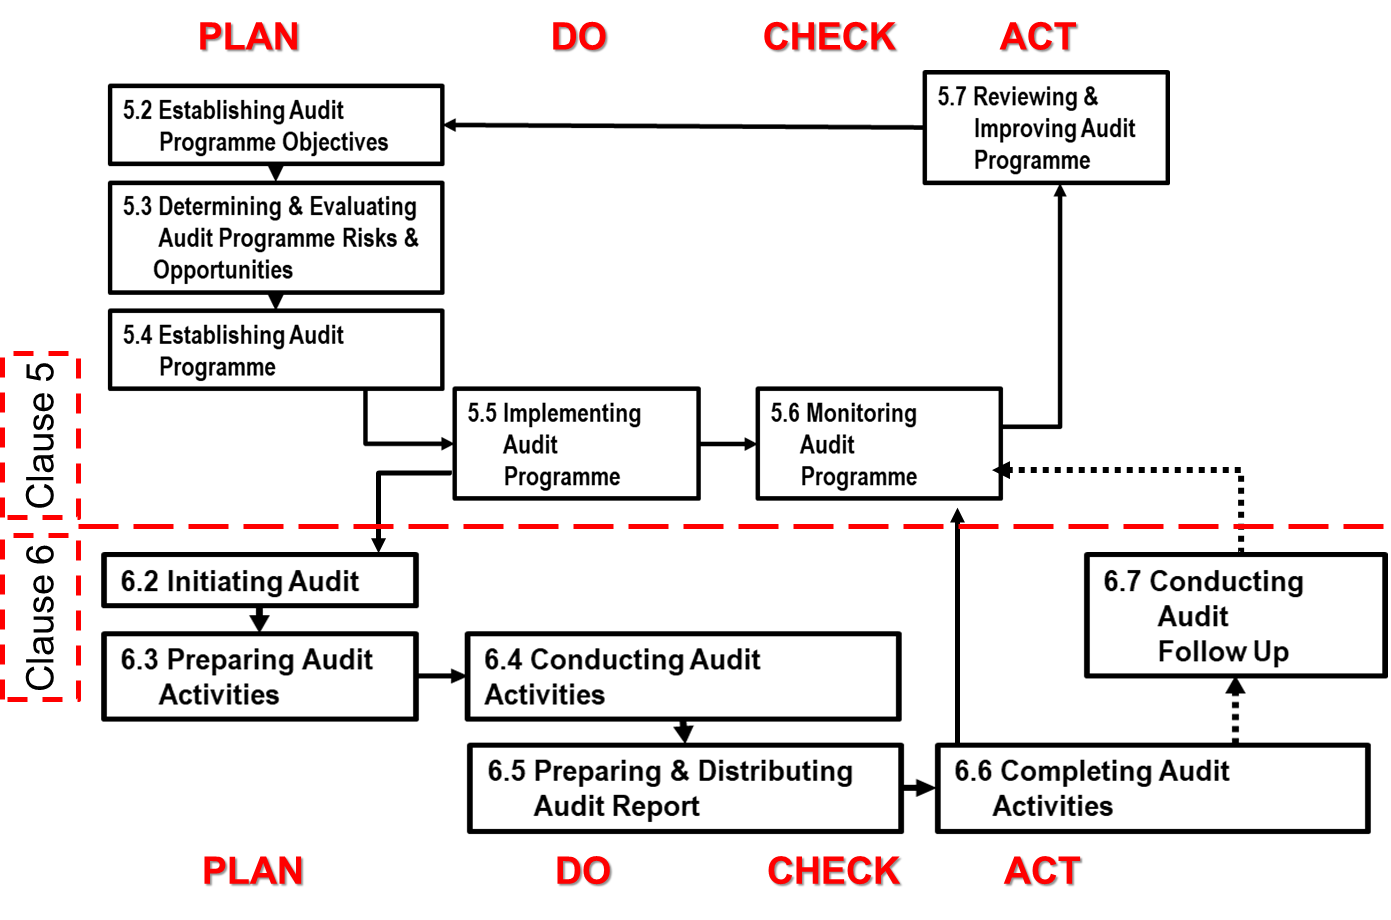 PLAN
DO
CHECK
ACT
5.2 Establishing Audit
Programme Objectives
5.7 Reviewing &
Improving Audit
Programme
5.3 Determining & Evaluating
Audit Programme Risks &
Opportunities
5.4 Establishing Audit
Programme
Clause 5
5.5 Implementing
Audit
Programme
5.6 Monitoring
Audit
Programme
Clause 6
6.2 Initiating Audit
6.7 Conducting
Audit
Follow Up
6.3 Preparing Audit
Activities
6.4 Conducting Audit
Activities
6.5 Preparing & Distributing
Audit Report
6.6 Completing Audit
Activities
PLAN
DO
CHECK
ACT